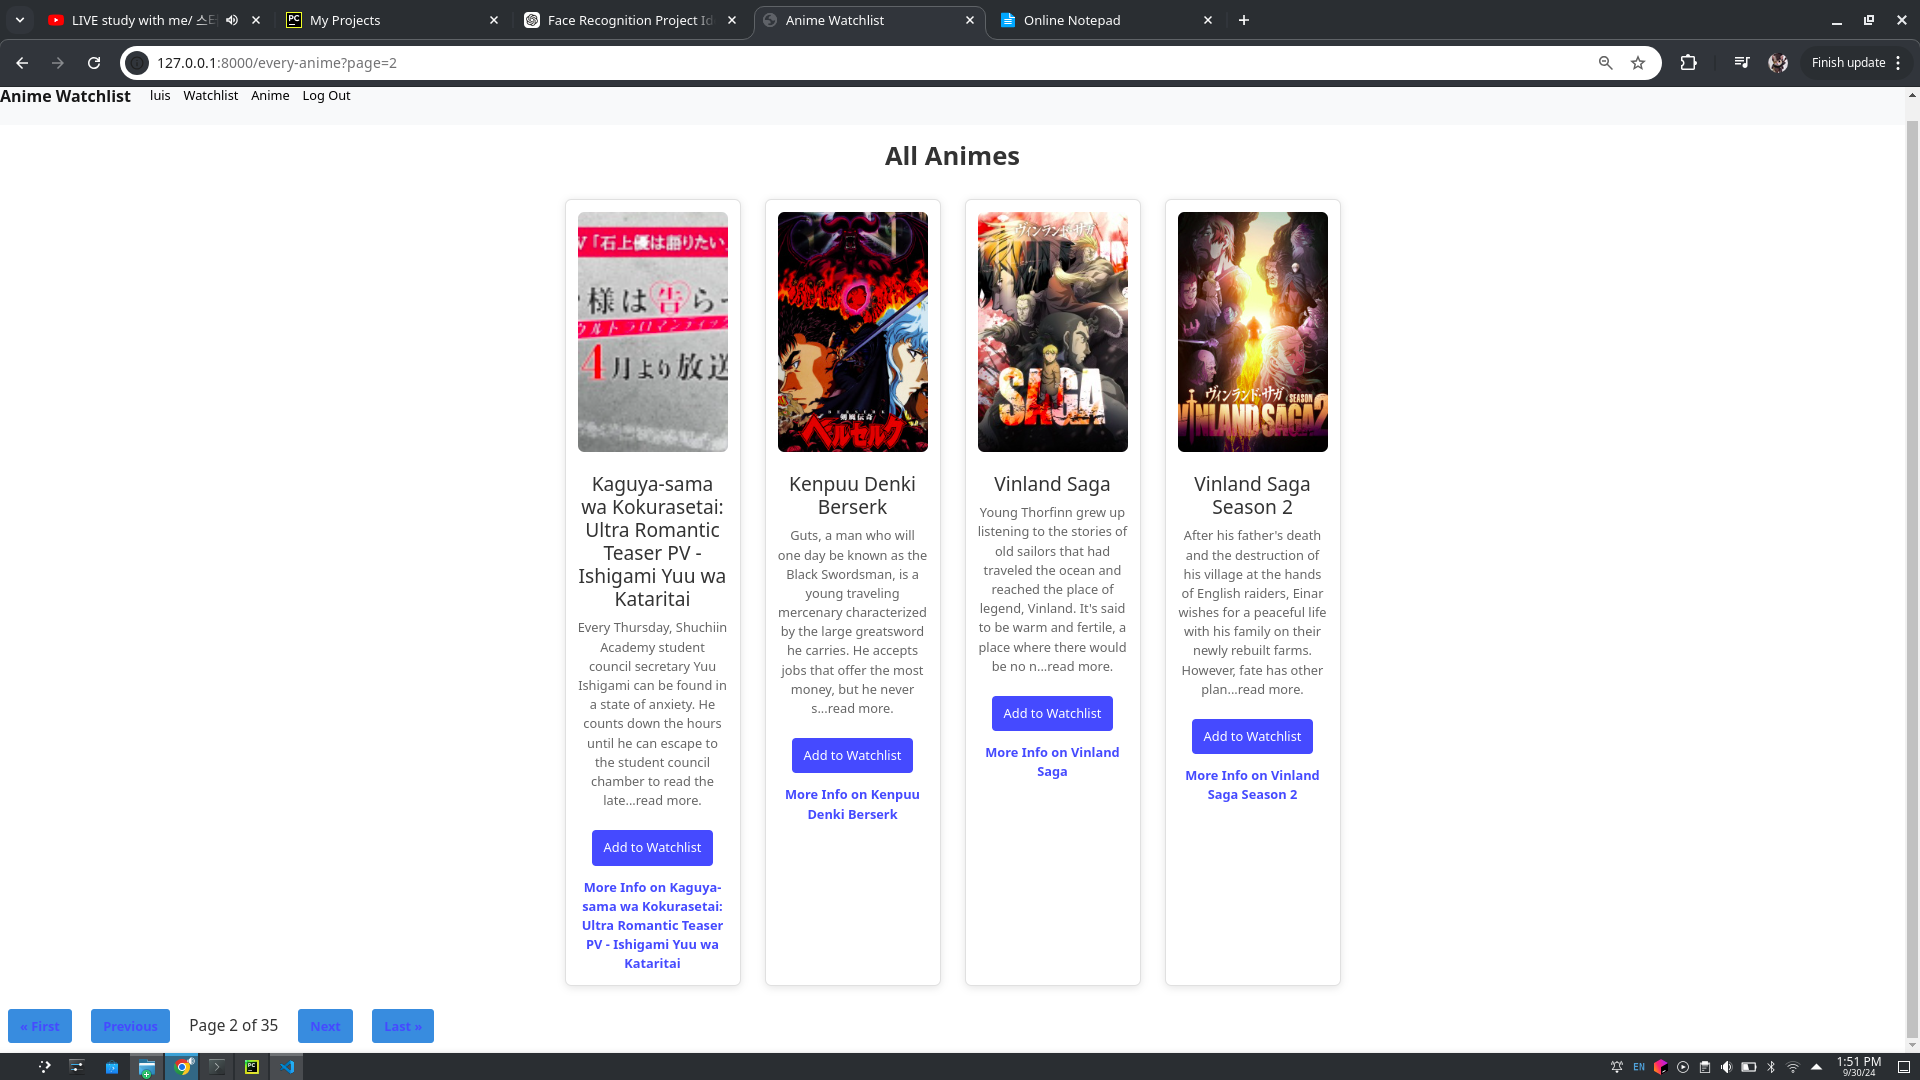 LIVE study with me/ 스터
My Projects
Face Recognition Project Id
Anime Watchlist
Online Notepad
127.0.0.1:8000/every-anime?page=2
Finish update
Anime Watchlist
luis
Watchlist
Anime
Log Out
All Animes
V「石上優は語りたい」
様は告ら
ウルトラロマンティック
4月より放送
Kaguya-sama
wa Kokurasetai:
Ultra Romantic
Teaser PV -
Ishigami Yuu wa
Kataritai
Every Thursday, Shuchiin
Academy student
council secretary Yuu
Ishigami can be found in
a state of anxiety. He
counts down the hours
until he can escape to
the student council
chamber to read the
late...read more.
Add to Watchlist
More Info on Kaguya-
sama wa Kokurasetai:
Ultra Romantic Teaser
PV - Ishigami Yuu wa
Kataritai
BERSERK
剣風伝奇
ベルセルク
Kenpuu Denki
Berserk
Guts, a man who will
one day be known as the
Black Swordsman, is a
young traveling
mercenary characterized
by the large greatsword
he carries. He accepts
jobs that offer the most
money, but he never
s...read more.
Add to Watchlist
More Info on Kenpuu
Denki Berserk
ヴィンランド・サガ
SAGA
Vinland Saga
Young Thorfinn grew up
listening to the stories of
old sailors that had
traveled the ocean and
reached the place of
legend, Vinland. It's said
to be warm and fertile, a
place where there would
be no n...read more.
Add to Watchlist
More Info on Vinland
Saga
ヴィンランド・サガ SEASON
VINLAND SAGA 2
Vinland Saga
Season 2
After his father's death
and the destruction of
his village at the hands
of English raiders, Einar
wishes for a peaceful life
with his family on their
newly rebuilt farms.
However, fate has other
plan...read more.
Add to Watchlist
More Info on Vinland
Saga Season 2
« First
Previous
Page 2 of 35
Next
Last »
EN
1:51 PM
9/30/24